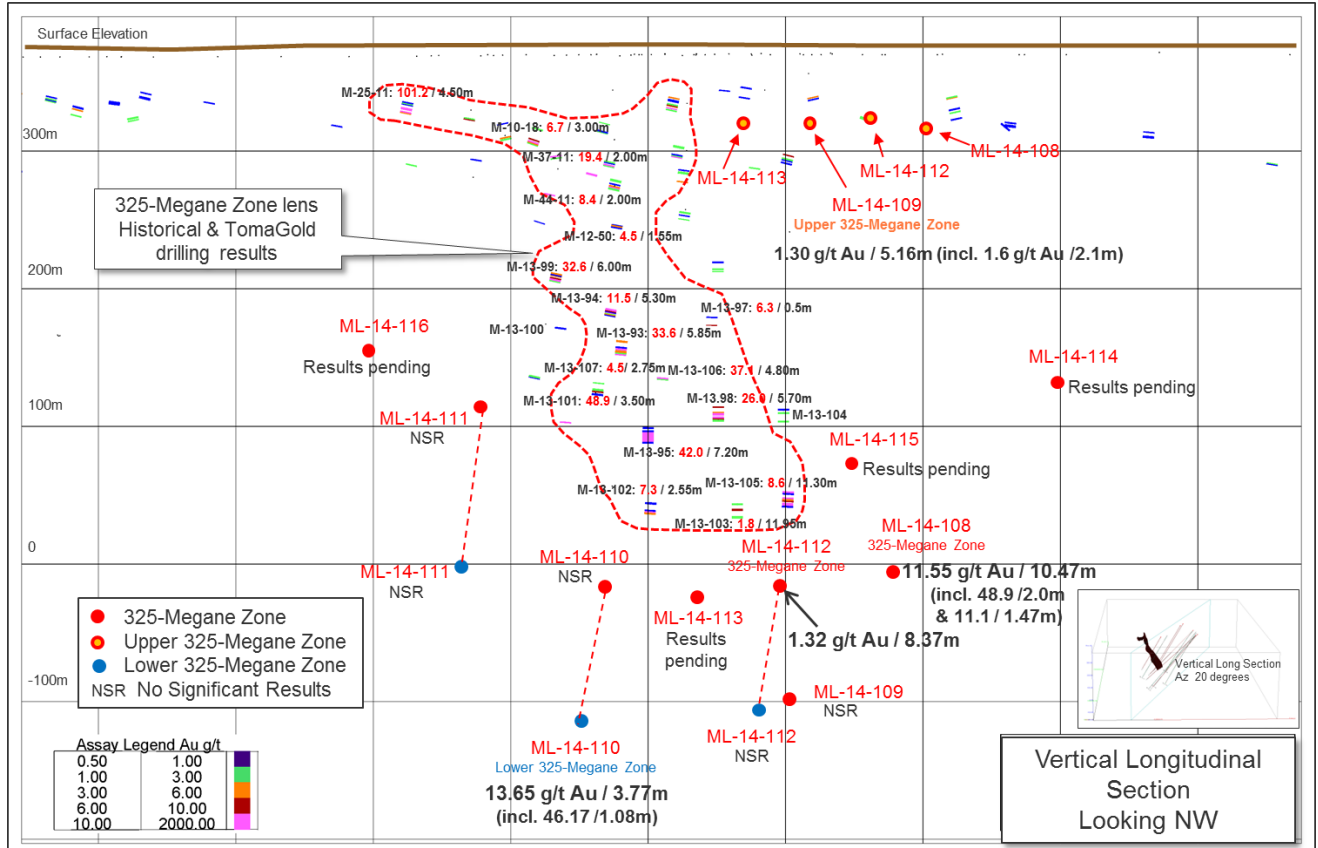 Surface Elevation
M-25-11: 101.2 / 4.50m
300m
M-10-18: 6.7 / 3.00m
M-37-11: 19.4 / 2.00m
M-44-11: 8.4 / 2.00m
M-12-50: 4.5 / 1.55m
M-13-99: 32.6 / 6.00m
325-Megane Zone lens
Historical & TomaGold
drilling results
ML-14-113
ML-14-109
ML-14-112
ML-14-108
Upper 325-Megane Zone
1.30 g/t Au / 5.16m (incl. 1.6 g/t Au /2.1m)
200m
M-13-94: 11.5 / 5.30m
M-13-97: 6.3 / 0.5m
M-13-100
M-13-93: 33.6 / 5.85m
ML-14-116
Results pending
M-13-107: 4.5/ 2.75m
M-13-106: 37.1 / 4.80m
ML-14-114
Results pending
M-13-101: 48.9 / 3.50m
M-13.98: / 5.70m
M-13-104
100m
ML-14-111
NSR
ML-14-115
Results pending
M-13-95: 42.0 / 7.20m
M-13-102: 7.3 / 2.55m
M-13-105: 8.6 / 11.30m
M-13-103: 1.8 / 11.95m
0
ML-14-111
NSR
ML-14-110
NSR
ML-14-112
325-Megane Zone
ML-14-108
325-Megane Zone
11.55 g/t Au / 10.47m
(incl. 48.9 /2.0m
& 11.1 / 1.47m)
ML-14-113
Results
pending
1.32 g/t Au / 8.37m
325-Megane Zone
Upper 325-Megane Zone
Lower 325-Megane Zone
NSR No Significant Results
-100m
ML-14-109
NSR
ML-14-112
NSR
ML-14-110
Lower 325-Megane Zone
13.65 g/t Au / 3.77m
(incl. 46.17 /1.08m)
Assay Legend Au g/t
0.50 1.00
1.00 3.00
3.00 6.00
6.00 10.00
10.00 2000.00
Vertical Long Section
Az 20 degrees
Vertical Longitudinal
Section
Looking NW